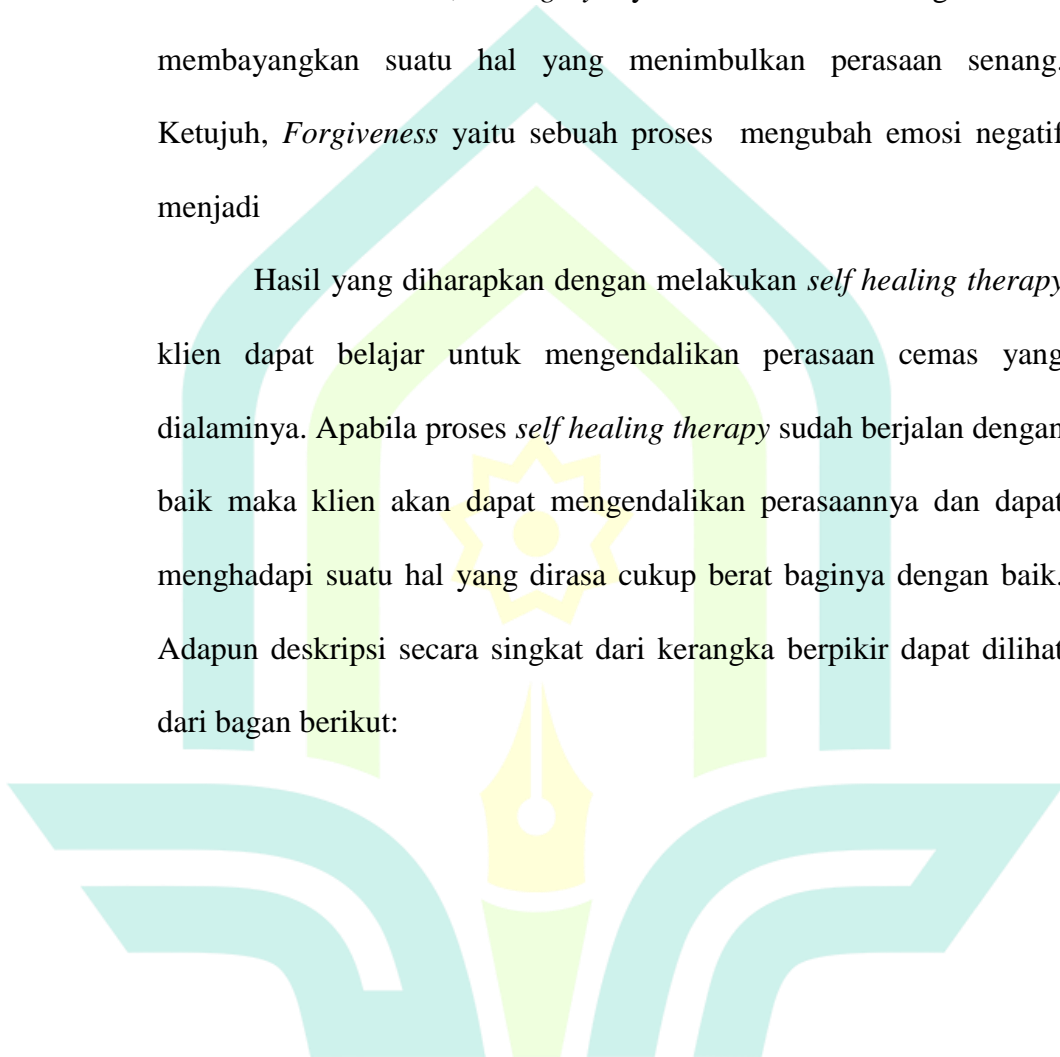 membayangkan suatu hal yang menimbulkan perasaan senang.
Ketujuh, Forgiveness yaitu sebuah proses mengubah emosi negatif
menjadi
Hasil yang diharapkan dengan melakukan self healing therapy
klien dapat belajar untuk mengendalikan perasaan cemas yang
dialaminya. Apabila proses self healing therapy sudah berjalan dengan
baik maka klien akan dapat mengendalikan perasaannya dan dapat
menghadapi suatu hal yang dirasa cukup berat baginya dengan baik.
Adapun deskripsi secara singkat dari kerangka berpikir dapat dilihat
dari bagan berikut: